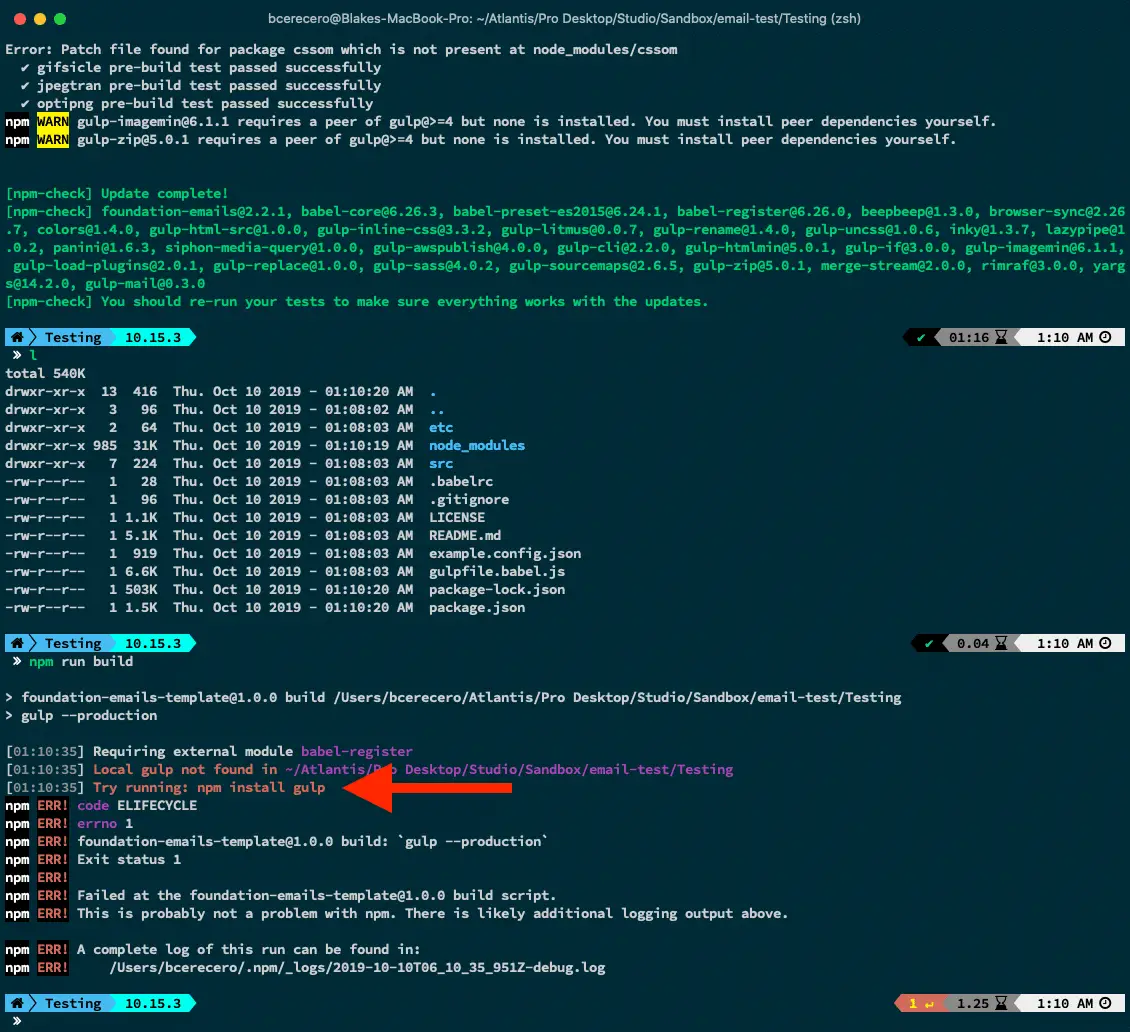 bcerecero@Blakes-MacBook-Pro: ~/Atlantis/Pro Desktop/Studio/Sandbox/email-test/Testing (zsh)
Error: Patch file found for package cssom which is not present at node_modules/cssom
✔ gifsicle pre-build test passed successfully
✔ jpegtran pre-build test passed successfully
✔ optipng pre-build test passed successfully
npm WARN gulp-imagemin@6.1.1 requires a peer of gulp@>=4 but none is installed. You must install peer dependencies yourself.
npm WARN gulp-zip@5.0.1 requires a peer of gulp@>=4 but none is installed. You must install peer dependencies yourself.
[npm-check] Update complete!
[npm-check] foundation-emails@2.2.1, babel-core@6.26.3, babel-preset-es2015@6.24.1, babel-register@6.26.0, beepbeep@1.3.0, browser-sync@2.26
.7, colors@1.4.0, gulp-html-src@1.0.0, gulp-inline-css@3.3.2, gulp-litmus@0.0.7, gulp-rename@1.4.0, gulp-uncss@1.0.6, inky@1.3.7, lazypipe@1
.0.2, panini@1.6.3, siphon-media-query@1.0.0, gulp-awspublish@4.0.0, gulp-cli@2.2.0, gulp-htmlmin@5.0.1, gulp-if@3.0.0, gulp-imagemin@6.1.1,
gulp-load-plugins@2.0.1, gulp-replace@1.0.0, gulp-sass@4.0.2, gulp-sourcemaps@2.6.5, gulp-zip@5.0.1, merge-stream@2.0.0, rimraf@3.0.0, yarg
s@14.2.0, gulp-mail@0.3.0
[npm-check] You should re-run your tests to make sure everything works with the updates.
Testing 10.15.3 ✔ 01:16 1:10 AM
» l
total 540K
drwxr-xr-x 13 416 Thu. Oct 10 2019 - 01:10:20 AM .
drwxr-xr-x 3 96 Thu. Oct 10 2019 - 01:08:02 AM ..
drwxr-xr-x 2 64 Thu. Oct 10 2019 - 01:08:03 AM etc
drwxr-xr-x 985 31K Thu. Oct 10 2019 - 01:10:19 AM node_modules
drwxr-xr-x 7 224 Thu. Oct 10 2019 - 01:08:03 AM src
-rw-r--r-- 1 28 Thu. Oct 10 2019 - 01:08:03 AM .babelrc
-rw-r--r-- 1 96 Thu. Oct 10 2019 - 01:08:03 AM .gitignore
-rw-r--r-- 1 1.1K Thu. Oct 10 2019 - 01:08:03 AM LICENSE
-rw-r--r-- 1 5.1K Thu. Oct 10 2019 - 01:08:03 AM README.md
-rw-r--r-- 1 919 Thu. Oct 10 2019 - 01:08:03 AM example.config.json
-rw-r--r-- 1 6.6K Thu. Oct 10 2019 - 01:08:03 AM gulpfile.babel.js
-rw-r--r-- 1 503K Thu. Oct 10 2019 - 01:10:20 AM package-lock.json
-rw-r--r-- 1 1.5K Thu. Oct 10 2019 - 01:10:20 AM package.json
Testing 10.15.3 ✔ 0.04 1:10 AM
» npm run build
> foundation-emails-template@1.0.0 build /Users/bcerecero/Atlantis/Pro Desktop/Studio/Sandbox/email-test/Testing
> gulp --production
[01:10:35] Requiring external module babel-register
[01:10:35] Local gulp not found in ~/Atlantis/Pro Desktop/Studio/Sandbox/email-test/Testing
[01:10:35] Try running: npm install gulp
npm ERR! code ELIFECYCLE
npm ERR! errno 1
npm ERR! foundation-emails-template@1.0.0 build: `gulp --production`
npm ERR! Exit status 1
npm ERR!
npm ERR! Failed at the foundation-emails-template@1.0.0 build script.
npm ERR! This is probably not a problem with npm. There is likely additional logging output above.
npm ERR! A complete log of this run can be found in:
npm ERR! /Users/bcerecero/.npm/_logs/2019-10-10T06_10_35_951Z-debug.log
Testing 10.15.3 1 ↵ 1.25 1:10 AM
»